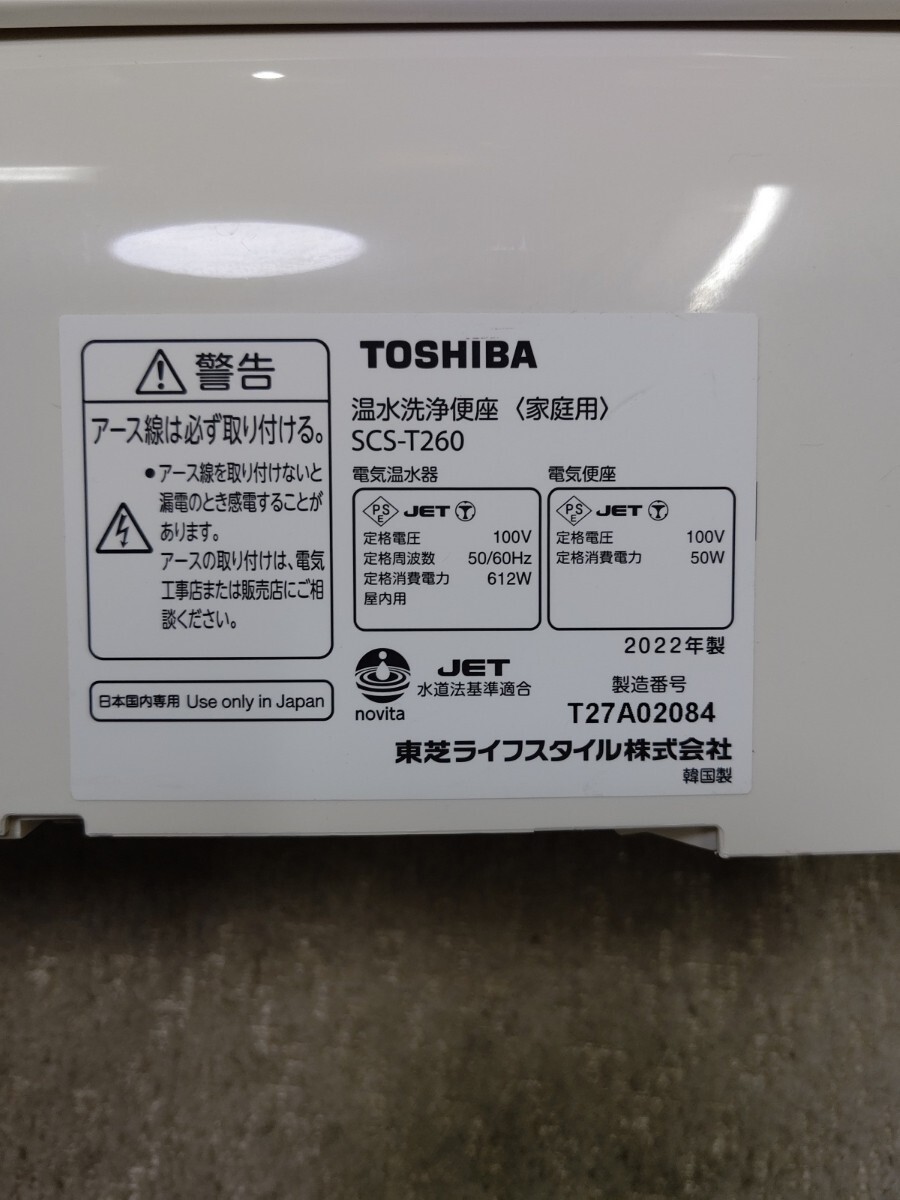 警告
アース線は必ず取り付ける。
●アース線を取り付けないと
漏電のとき感電することが
あります。
アースの取り付けは、電気
工事店または販売店にご相
談ください。
日本国内専用 Use only in Japan
TOSHIBA
温水洗浄便座〈家庭用〉
SCS-T260
電気温水器
PSE JET T
定格電圧 100V
定格周波数 50/60Hz
定格消費電力 612W
屋内用
電気便座
PSE JET T
定格電圧 100V
定格消費電力 50W
2022年製
novita
JET
水道法基準適合
製造番号
T27A02084
東芝ライフスタイル株式会社
韓国製